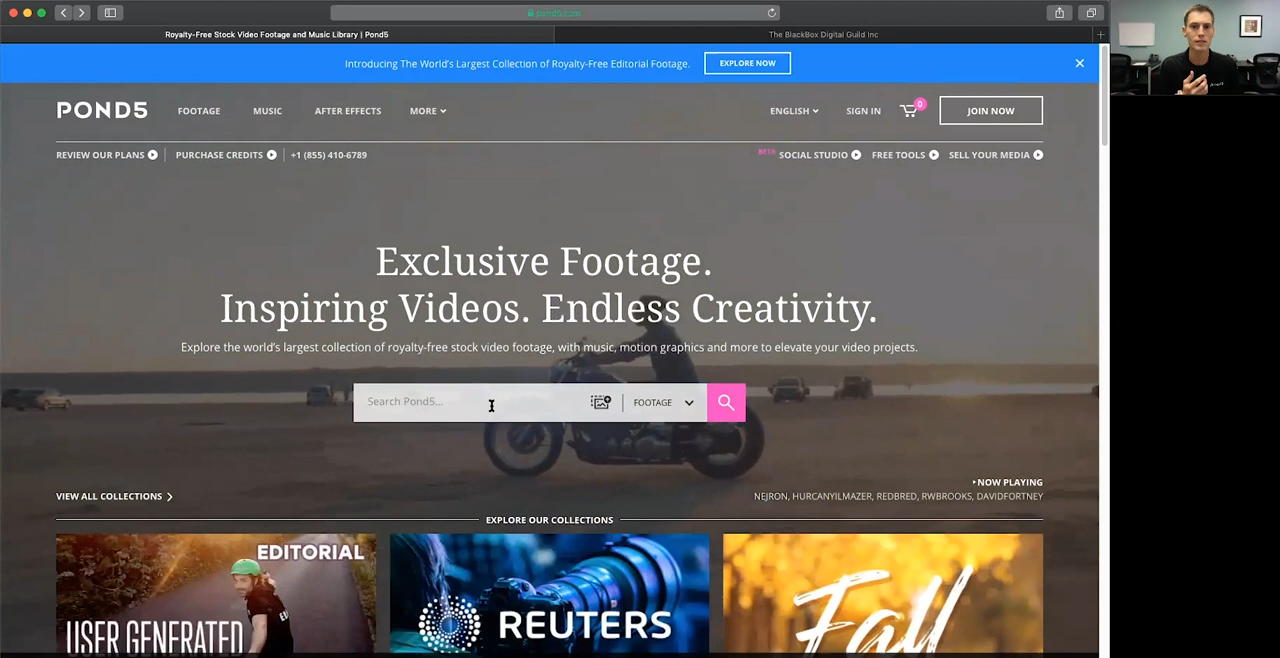 pond5.com
Royalty-Free Stock Video Footage and Music Library | Pond5
The BlackBox Digital Guild Inc
Introducing The World's Largest Collection of Royalty-Free Editorial Footage.
EXPLORE NOW
POND5
FOOTAGE
MUSIC
AFTER EFFECTS
MORE
ENGLISH
SIGN IN
0
JOIN NOW
REVIEW OUR PLANS
PURCHASE CREDITS
+1 (855) 410-6789
BETA
SOCIAL STUDIO
FREE TOOLS
SELL YOUR MEDIA
Exclusive Footage.
Inspiring Videos. Endless Creativity.
Explore the world's largest collection of royalty-free stock video footage, with music, motion graphics and more to elevate your video projects.
Search Pond5...
FOOTAGE
NOW PLAYING
VIEW ALL COLLECTIONS
NEJRON, HURCANYILMAZER, REDBRED, RWBROOKS, DAVIDFORTNEY
EXPLORE OUR COLLECTIONS
EDITORIAL
USER GENERATED
REUTERS
Fall